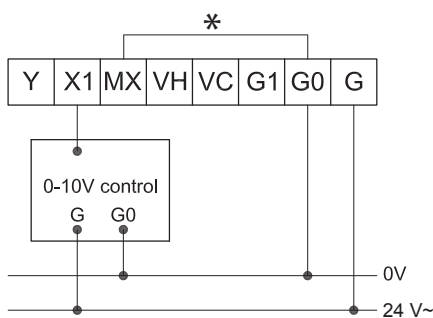 *
Y X1 MX VH VC G1 G0 G
0-10V control
G G0
0V
24 V~